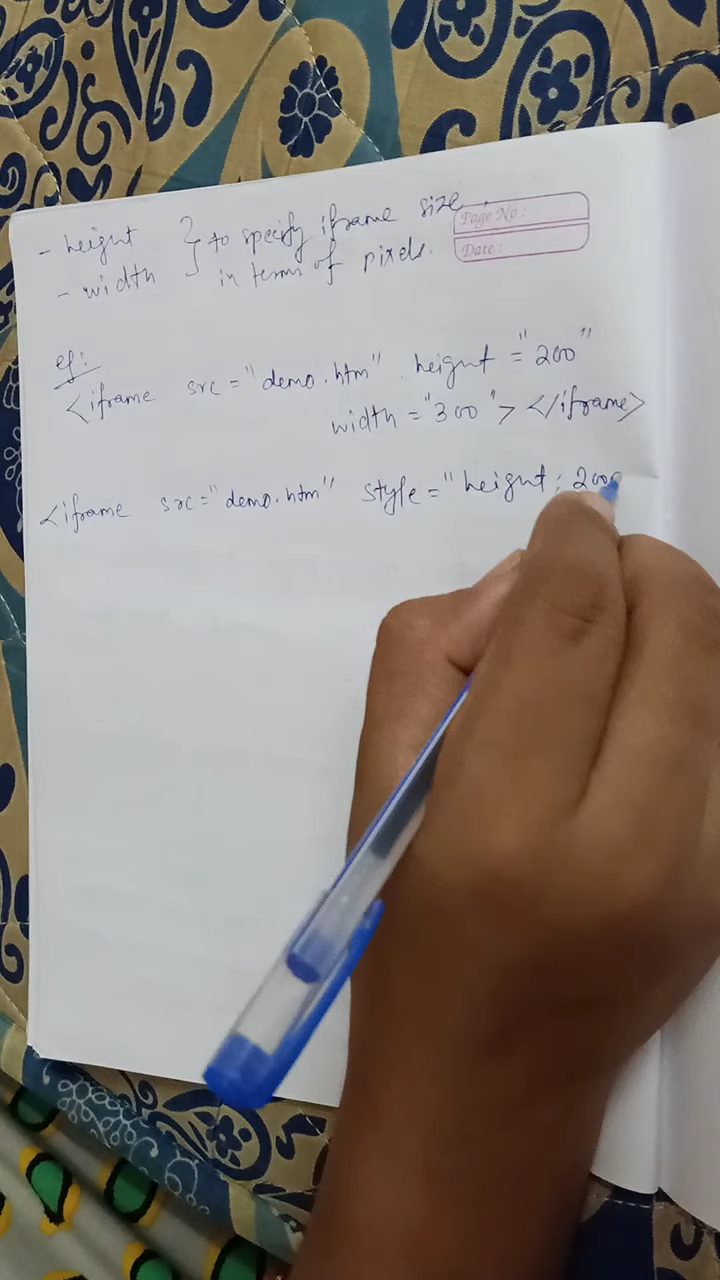 - height } to specify iframe size.
- width in terms of pixels.
Page No :
Date :
eg:
<iframe src="demo.htm" height="200"
width="300"></iframe>
<iframe src="demo.htm" style="height: 200